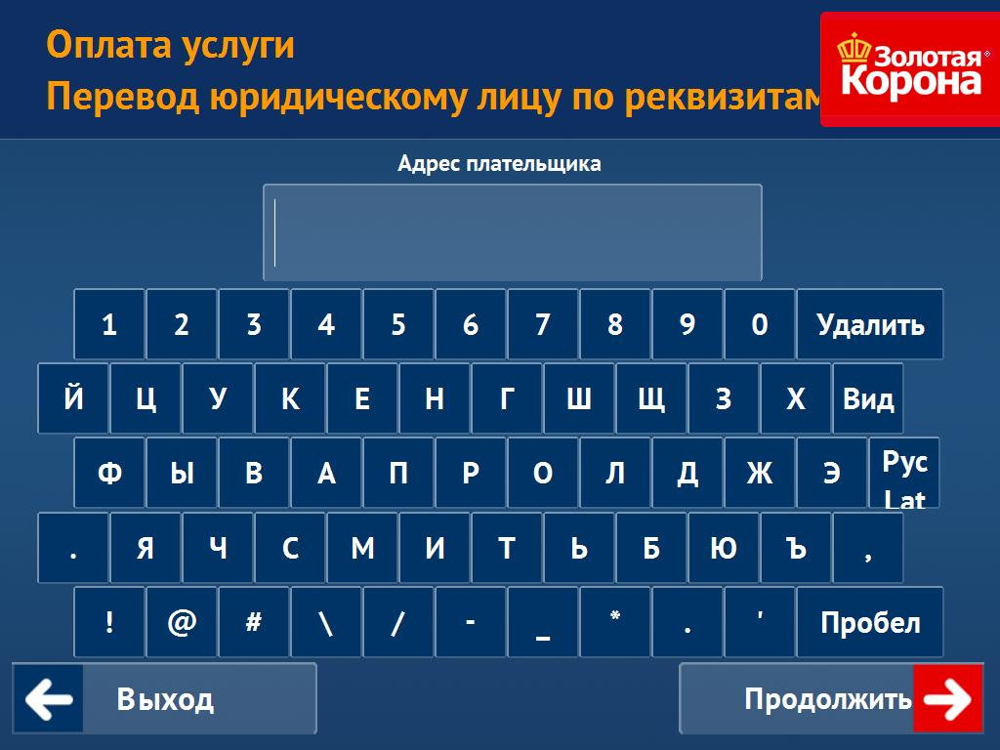 Оплата услуги
Перевод юридическому лицу по реквизитам
Золотая
Корона
Адрес плательщика
1 2 3 4 5 6 7 8 9 0 Удалить
Й Ц У К Е Н Г Ш Щ З Х Вид
Ф Ы В А П Р О Л Д Ж Э Рус
Lat
. Я Ч С М И Т Ь Б Ю Ъ ,
! @ # \ / - _ * . ' Пробел
Выход Продолжить